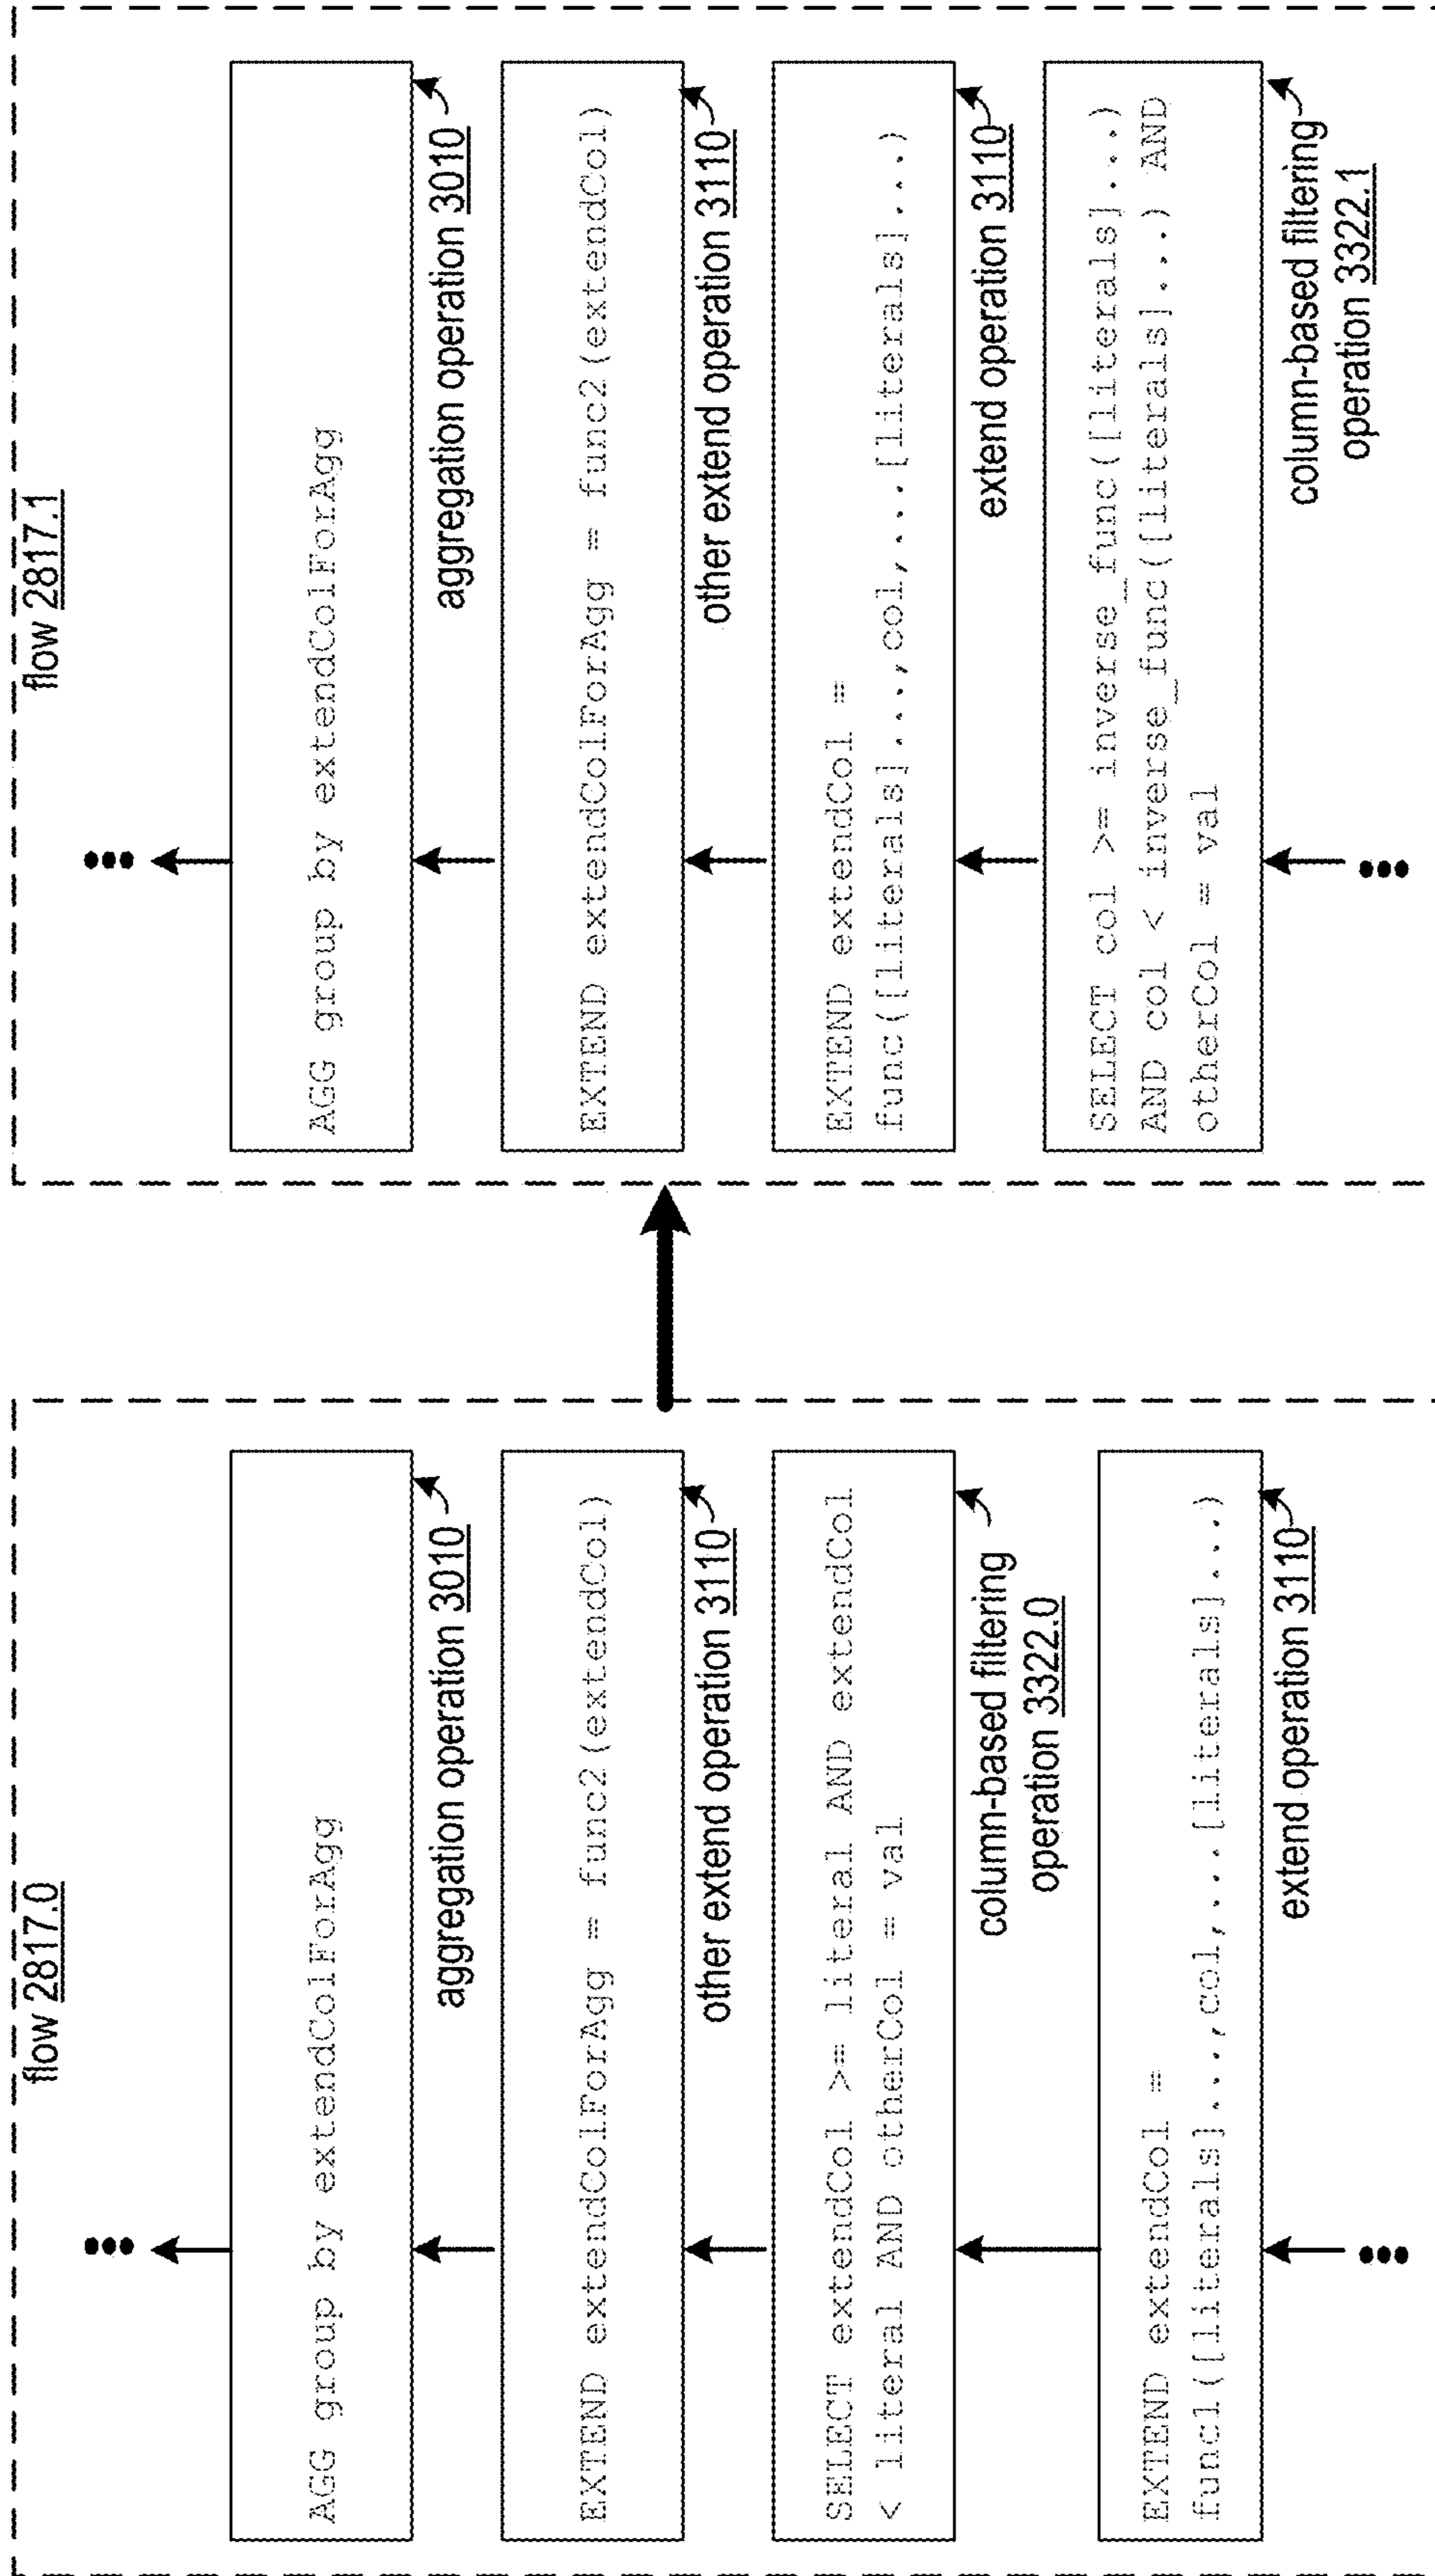 flow 2817.0
AGG group by extendColForAgg
aggregation operation 3010
EXTEND extendColForAgg = func2(extendCol)
other extend operation 3110
SELECT extendCol >= literal AND extendCol
< literal AND otherCol = val
column-based filtering
operation 3322.0
EXTEND extendCol =
func1([literals]...,col,...[literals]...)
extend operation 3110
flow 2817.1
AGG group by extendColForAgg
aggregation operation 3010
EXTEND extendColForAgg = func2(extendCol)
other extend operation 3110
EXTEND extendCol =
func([literals]...,col,...[literals]...)
extend operation 3110
SELECT col >= inverse_func([literals]...)
AND col < inverse_func([literals]...) AND
otherCol = val
column-based filtering
operation 3322.1